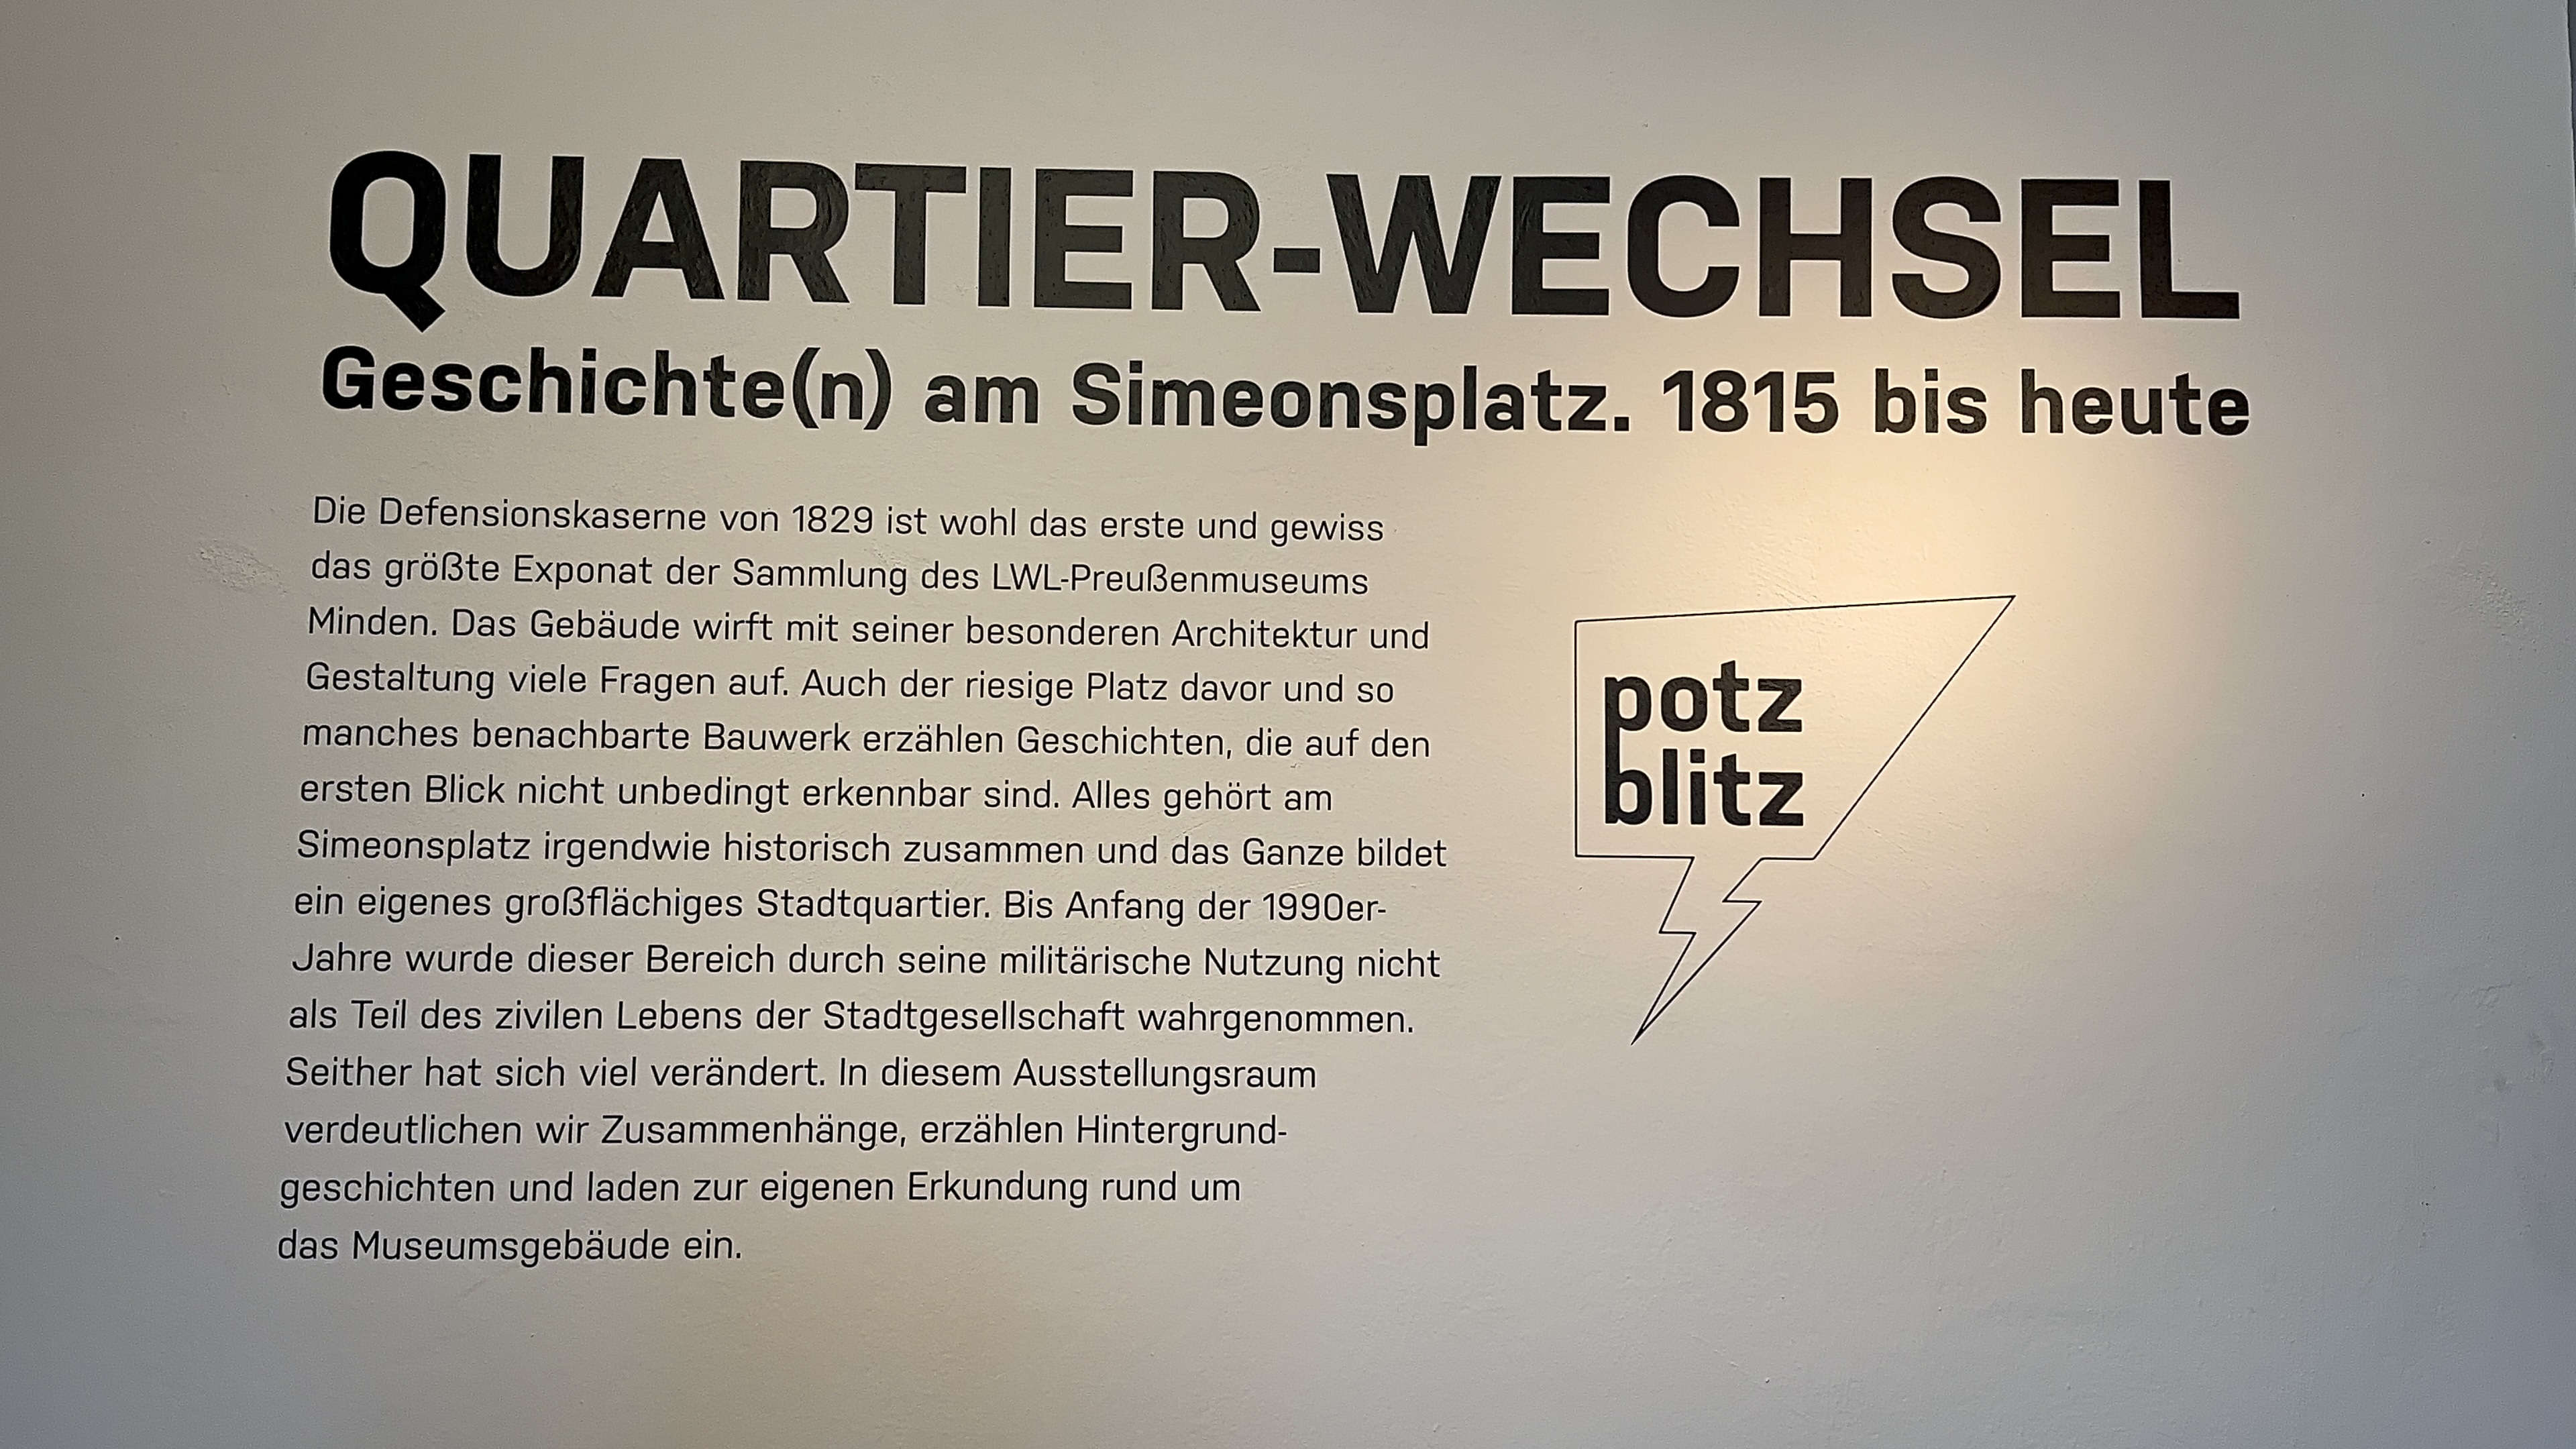 QUARTIER-WECHSEL
Geschichte(n) am Simeonsplatz. 1815 bis heute
Die Defensionskaserne von 1829 ist wohl das erste und gewiss
das größte Exponat der Sammlung des LWL-Preußenmuseums
Minden. Das Gebäude wirft mit seiner besonderen Architektur und
Gestaltung viele Fragen auf. Auch der riesige Platz davor und so
manches benachbarte Bauwerk erzählen Geschichten, die auf den
ersten Blick nicht unbedingt erkennbar sind. Alles gehört am
Simeonsplatz irgendwie historisch zusammen und das Ganze bildet
ein eigenes großflächiges Stadtquartier. Bis Anfang der 1990er-
Jahre wurde dieser Bereich durch seine militärische Nutzung nicht
als Teil des zivilen Lebens der Stadtgesellschaft wahrgenommen.
Seither hat sich viel verändert. In diesem Ausstellungsraum
verdeutlichen wir Zusammenhänge, erzählen Hintergrund-
geschichten und laden zur eigenen Erkundung rund um
das Museumsgebäude ein.
potz
blitz